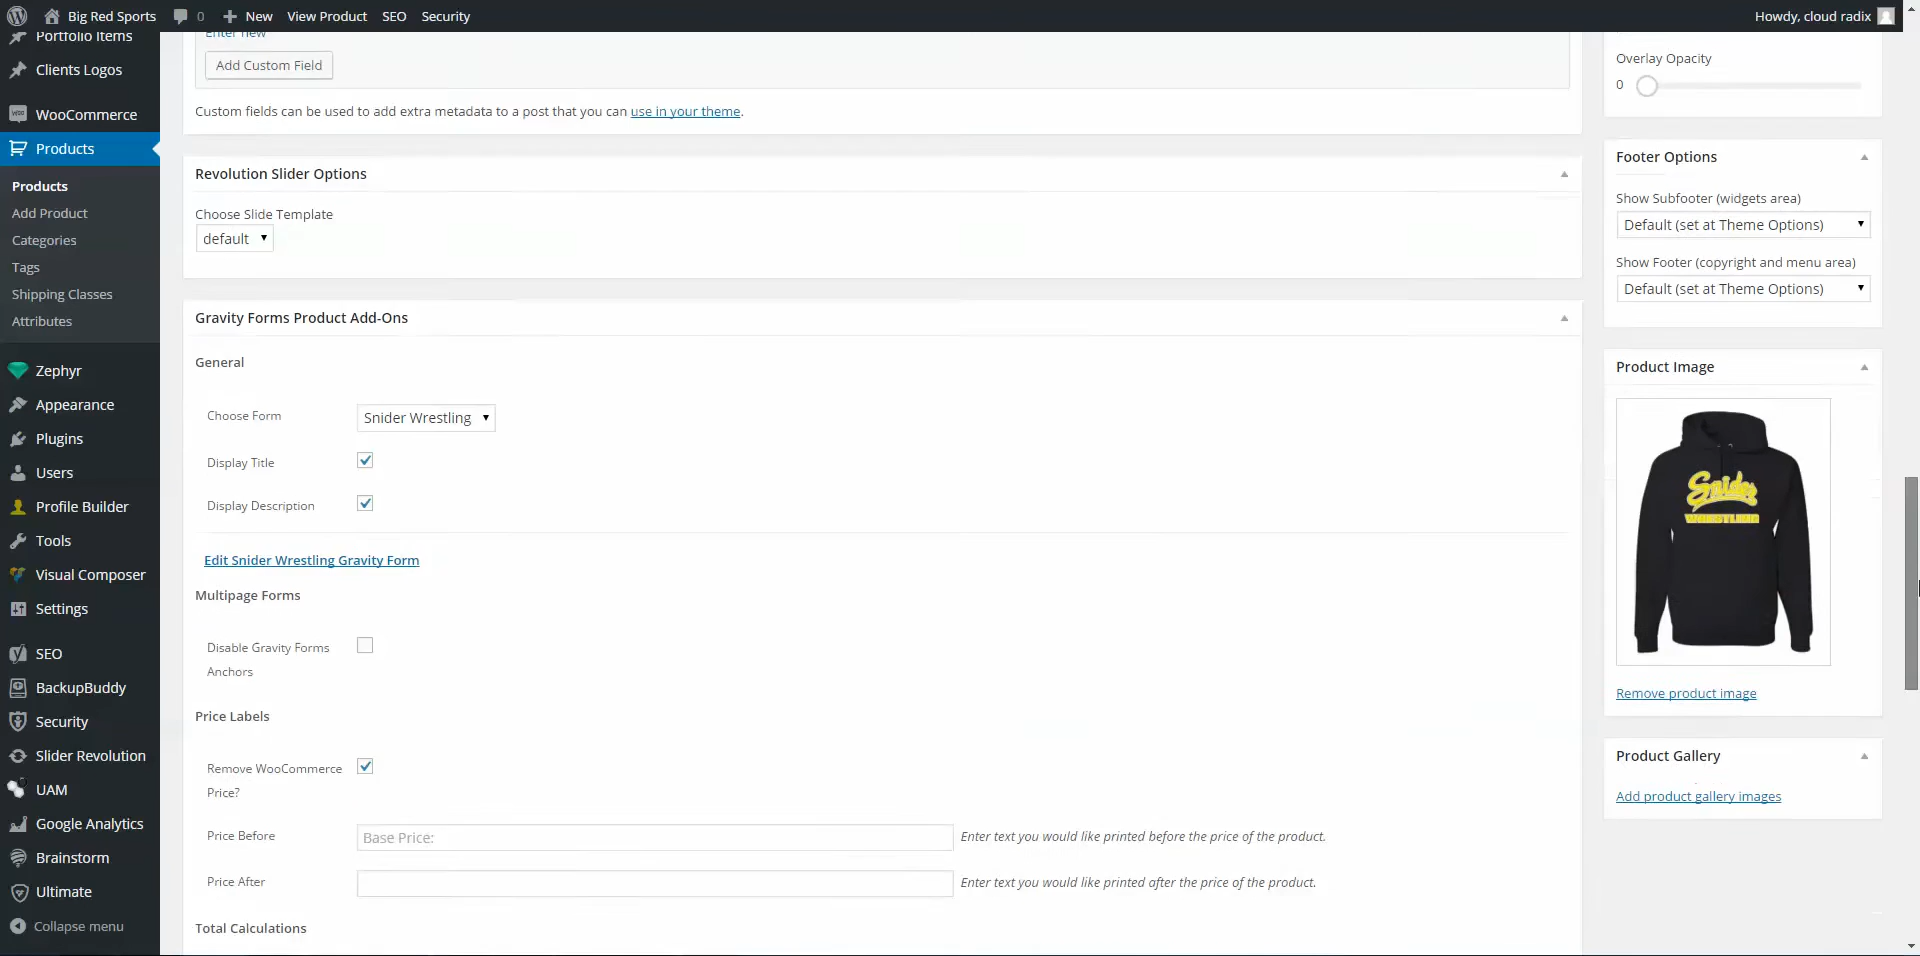 Big Red Sports
0
New
View Product
SEO
Security
Howdy, cloud radix
Portfolio Items
Clients Logos
WooCommerce
Products
Products
Add Product
Categories
Tags
Shipping Classes
Attributes
Zephyr
Appearance
Plugins
Users
Profile Builder
Tools
Visual Composer
Settings
SEO
BackupBuddy
Security
Slider Revolution
UAM
Google Analytics
Brainstorm
Ultimate
Collapse menu
Enter new
Add Custom Field
Custom fields can be used to add extra metadata to a post that you can use in your theme.
Revolution Slider Options
Choose Slide Template
default
Gravity Forms Product Add-Ons
General
Choose Form
Snider Wrestling
Display Title
Display Description
Edit Snider Wrestling Gravity Form
Multipage Forms
Disable Gravity Forms
Anchors
Price Labels
Remove WooCommerce
Price?
Price Before
Base Price:
Enter text you would like printed before the price of the product.
Price After
Enter text you would like printed after the price of the product.
Total Calculations
Overlay Opacity
0
Footer Options
Show Subfooter (widgets area)
Default (set at Theme Options)
Show Footer (copyright and menu area)
Default (set at Theme Options)
Product Image
Snider
WRESTLING
Remove product image
Product Gallery
Add product gallery images